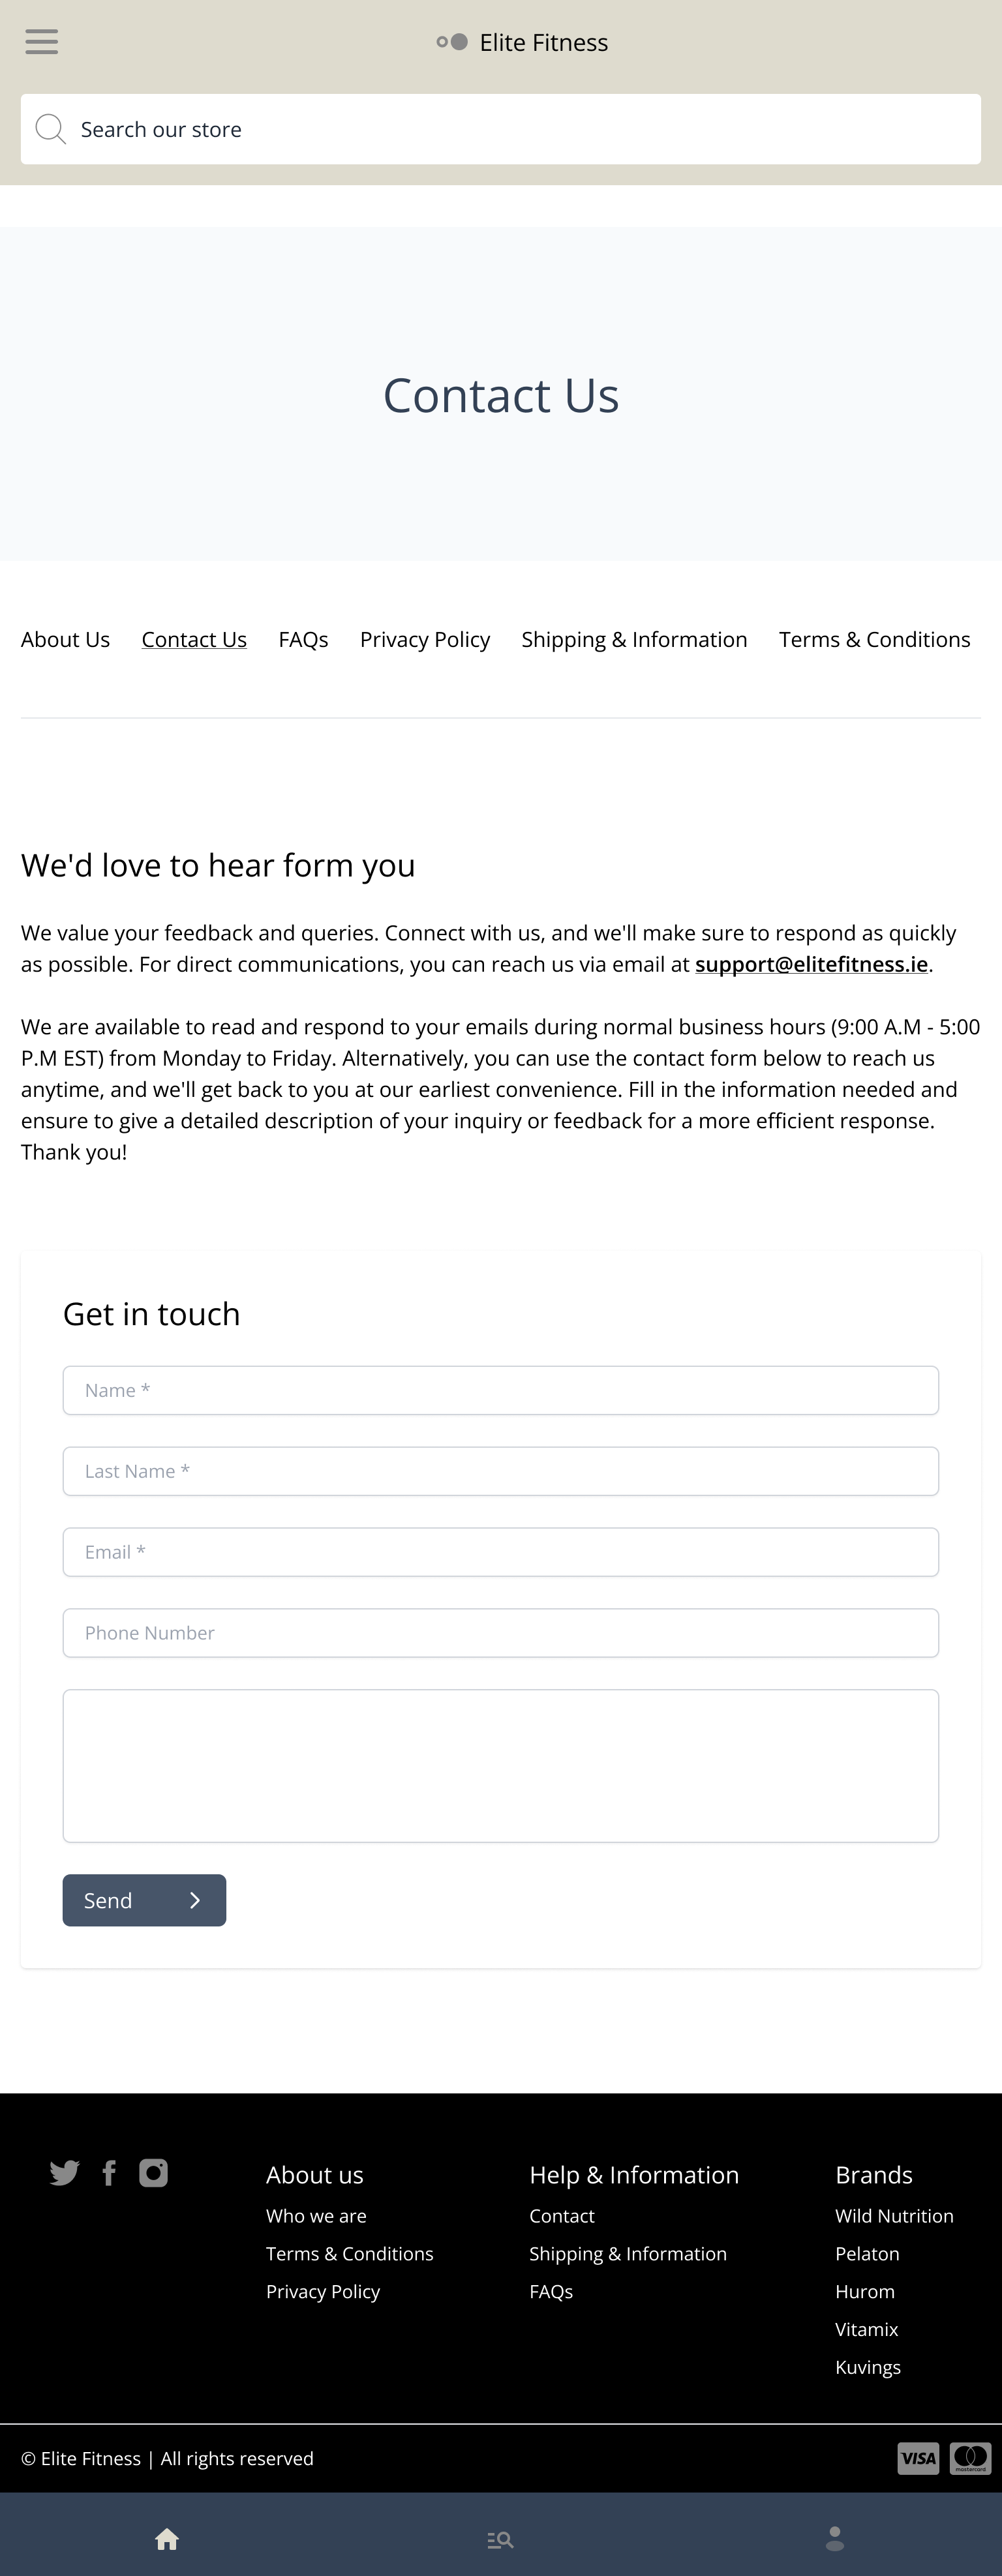 Elite Fitness
Search our store
Contact Us
About Us Contact Us FAQs Privacy Policy Shipping & Information Terms & Conditions
We'd love to hear form you
We value your feedback and queries. Connect with us, and we'll make sure to respond as quickly
as possible. For direct communications, you can reach us via email at support@elitefitness.ie.
We are available to read and respond to your emails during normal business hours (9:00 A.M - 5:00
P.M EST) from Monday to Friday. Alternatively, you can use the contact form below to reach us
anytime, and we'll get back to you at our earliest convenience. Fill in the information needed and
ensure to give a detailed description of your inquiry or feedback for a more efficient response.
Thank you!
Get in touch
Name *
Last Name *
Email *
Phone Number
Send
About us
Who we are
Terms & Conditions
Privacy Policy
Help & Information
Contact
Shipping & Information
FAQs
Brands
Wild Nutrition
Pelaton
Hurom
Vitamix
Kuvings
© Elite Fitness | All rights reserved
VISA
mastercard